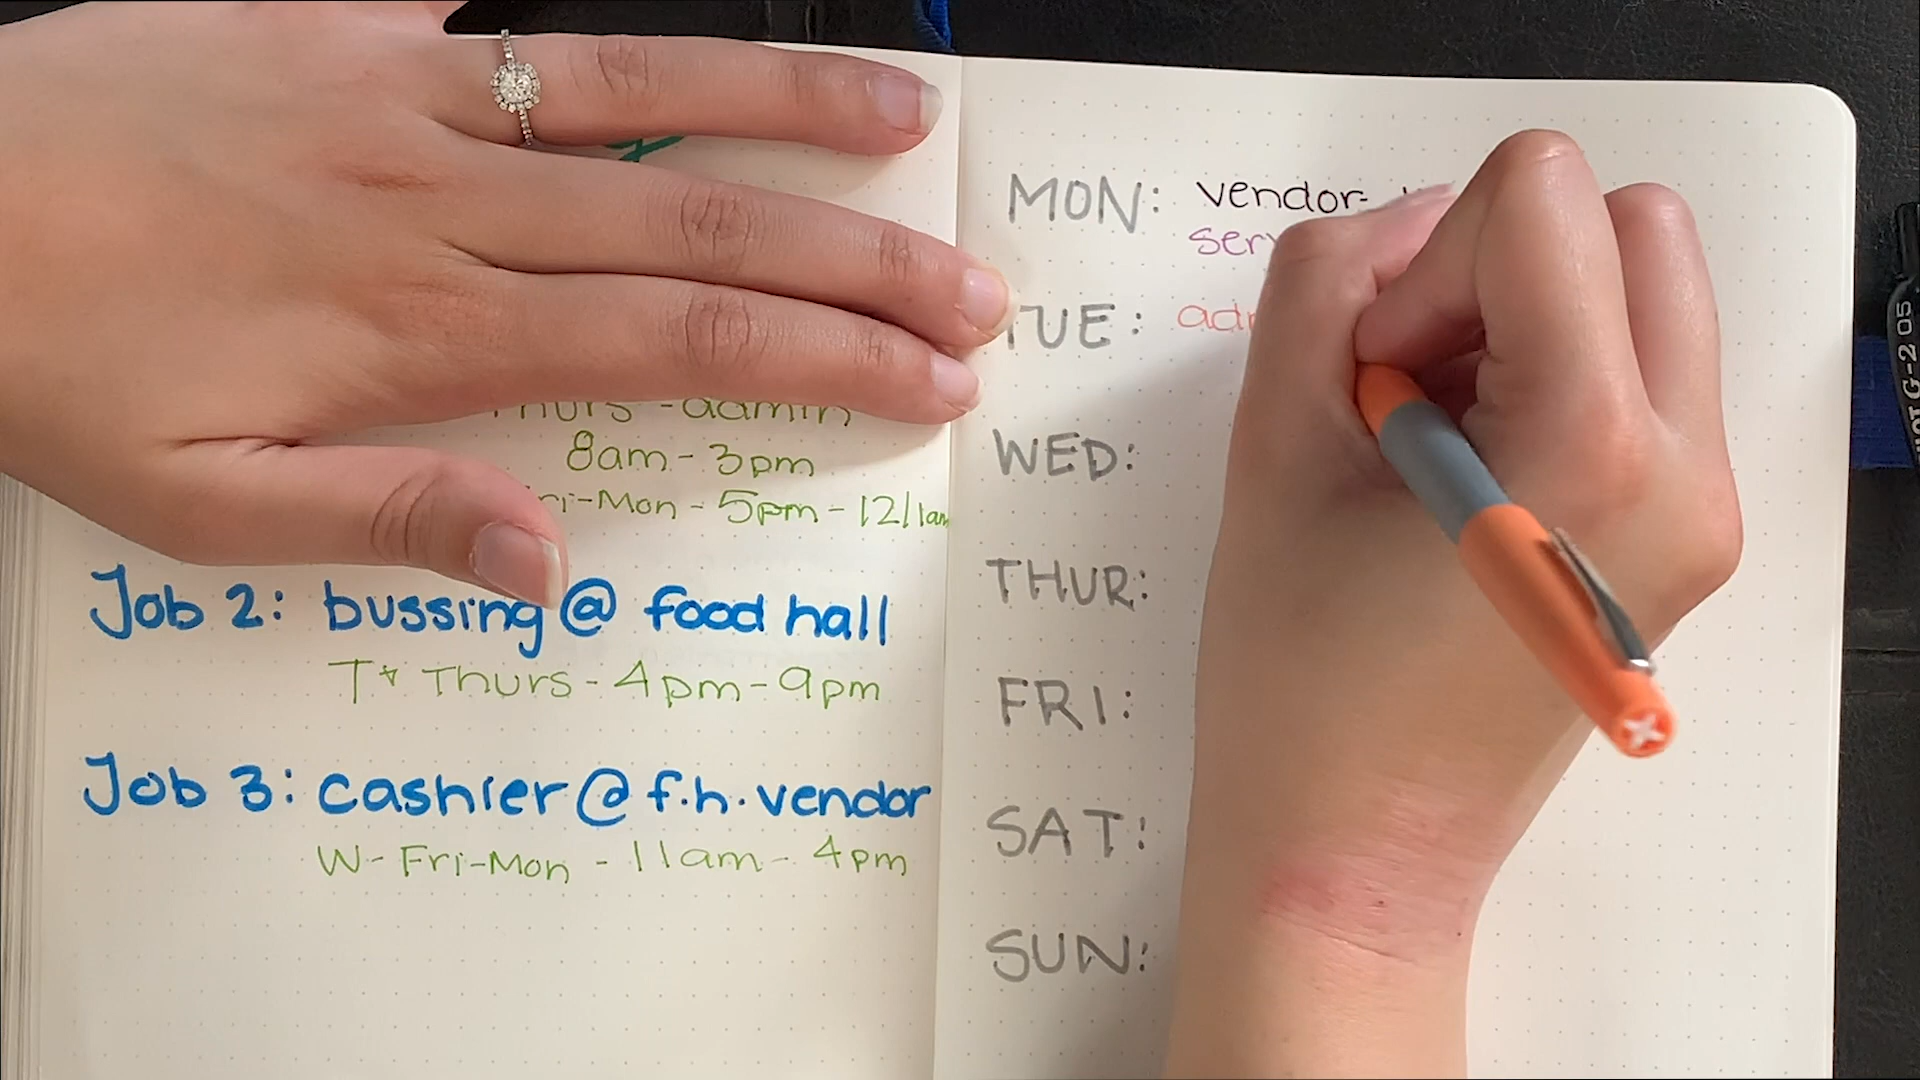 Thurs - admin
8am - 3pm
Fri-Mon - 5pm - 12/1am
Job 2: bussing @ food hall
T + Thurs - 4pm - 9pm
Job 3: cashier @ f.h. vendor
W - Fri-Mon - 11am - 4pm
MON: vendor-
TUE:
WED:
THUR:
FRI:
SAT:
SUN:
G-2 05